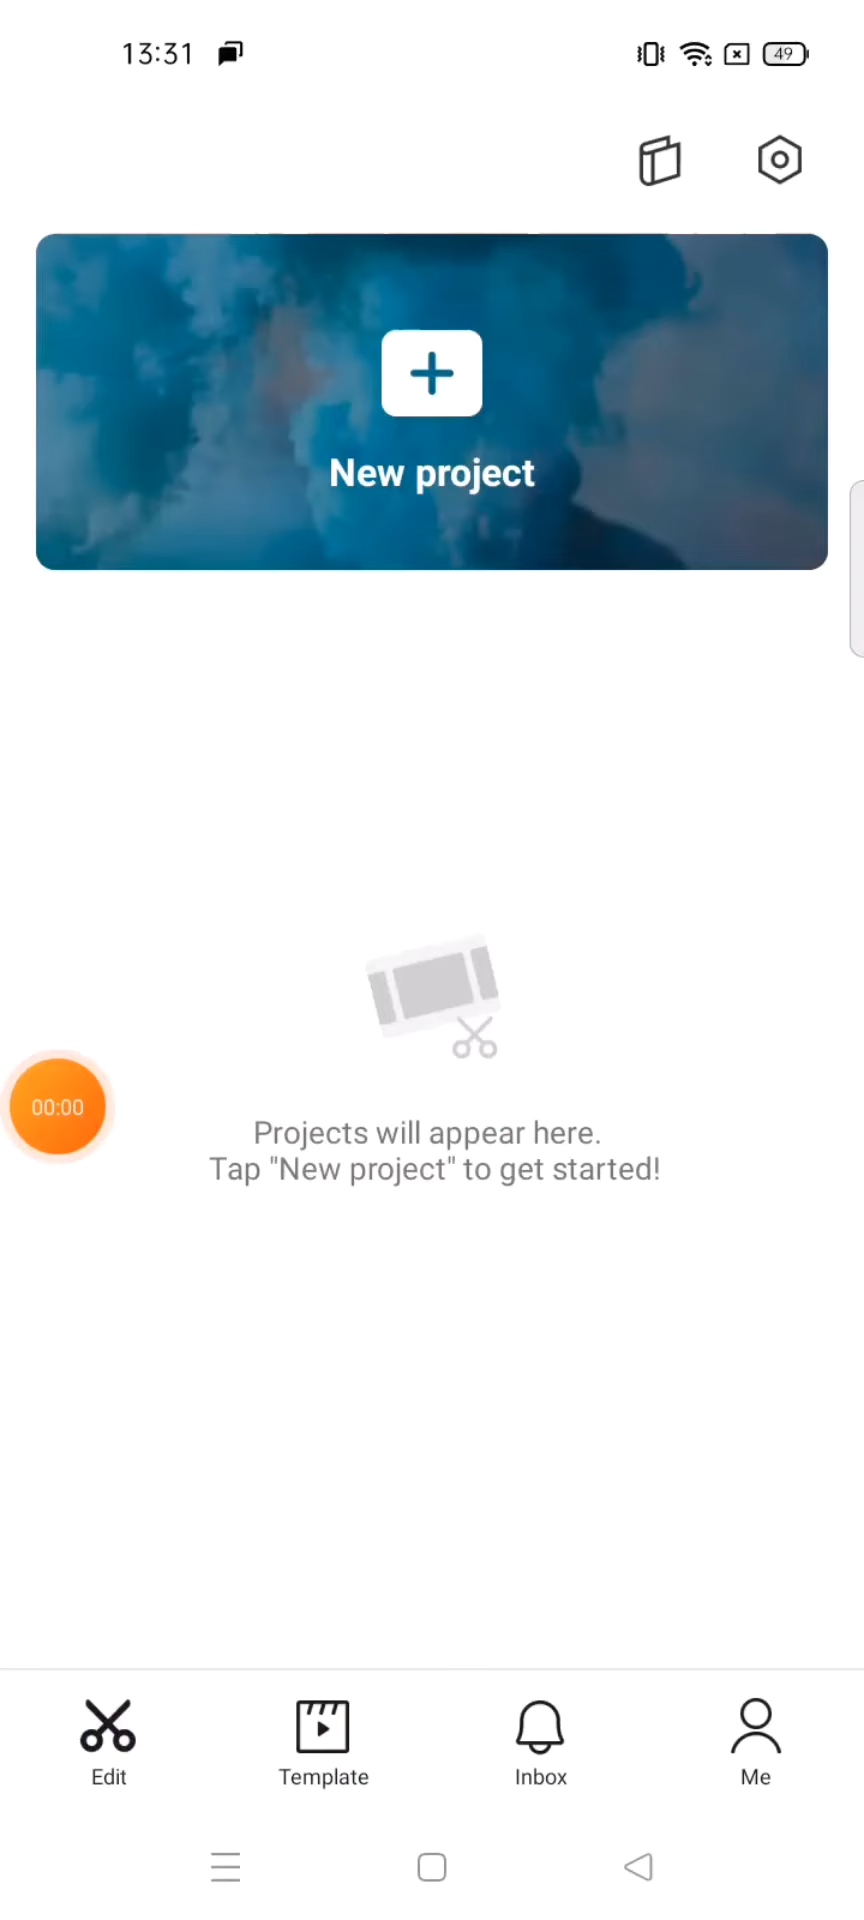 13:31
49
New project
00:00
Projects will appear here.
Tap "New project" to get started!
Edit
Template
Inbox
Me